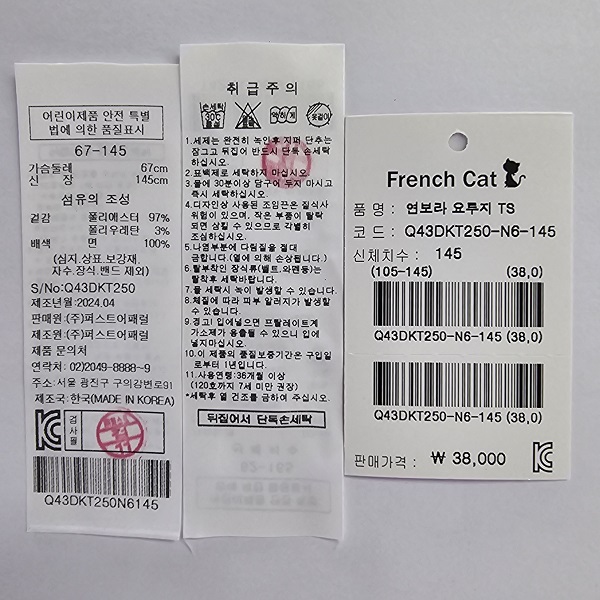 어린이제품 안전 특별
법에 의한 품질표시
67-145
가슴둘레 67cm
신 장 145cm
섬유의 조성
겉감 폴리에스터 97%
폴리우레탄 3%
배색 면 100%
(심지.상표.보강재,
자수.장식.밴드 제외)
S/No:Q43DKT250
제조년월:2024.04
판매원:(주)퍼스트어패럴
제조원:(주)퍼스트어패럴
제품 문의처
연락처: 02)2049-8888~9
주소:서울 광진구 구의강변로91
제조국:한국(MADE IN KOREA)
검
사
필
Q43DKT250N6145
취급주의
손세탁
30℃
중성
약하게
옷걸이
1.세제는 완전히 녹인후 지퍼 단추는
잠그고 뒤집어 반드시 단독 손세탁
하십시오.
2.표백제로 세탁하지 마십시오.
3.물에 30분이상 담구어 두지 마시고
즉시 세탁하십시오.
4.디자인상 사용된 조임끈은 질식사
위험이 있으며, 작은 부품이 탈락
되면 삼킬 우려가 있으므로 각별히
조심하십시오.
5.나염부분에 다림질을 절대
금합니다.(열에 의해 손상됩니다.)
6.탈부착인 장식류(벨트.와펜등)는
탈착후 세탁바랍니다.
7.물 세탁시 녹이 발생할 수 있습니다.
8.체질에 따라 피부 알러지가 발생할
수 있습니다.
9.경고! 입에넣으면 프탈레이트계
가소제가 용출될 수 있으니 입에
넣지마십시오.
10.이 제품의 품질보증기간은 구입일
로부터 1년입니다.
11.사용연령:36개월 이상
(120호까지 7세 미만 권장)
*세탁후 열 건조를 금하여 주십시오.
뒤집어서 단독손세탁
French Cat
품 명 : 연보라 요루지 TS
코 드 : Q43DKT250-N6-145
신체치수 : 145
(105-145) (38,0)
Q43DKT250-N6-145 (38,0)
Q43DKT250-N6-145 (38,0)
판매가격 : ₩ 38,000